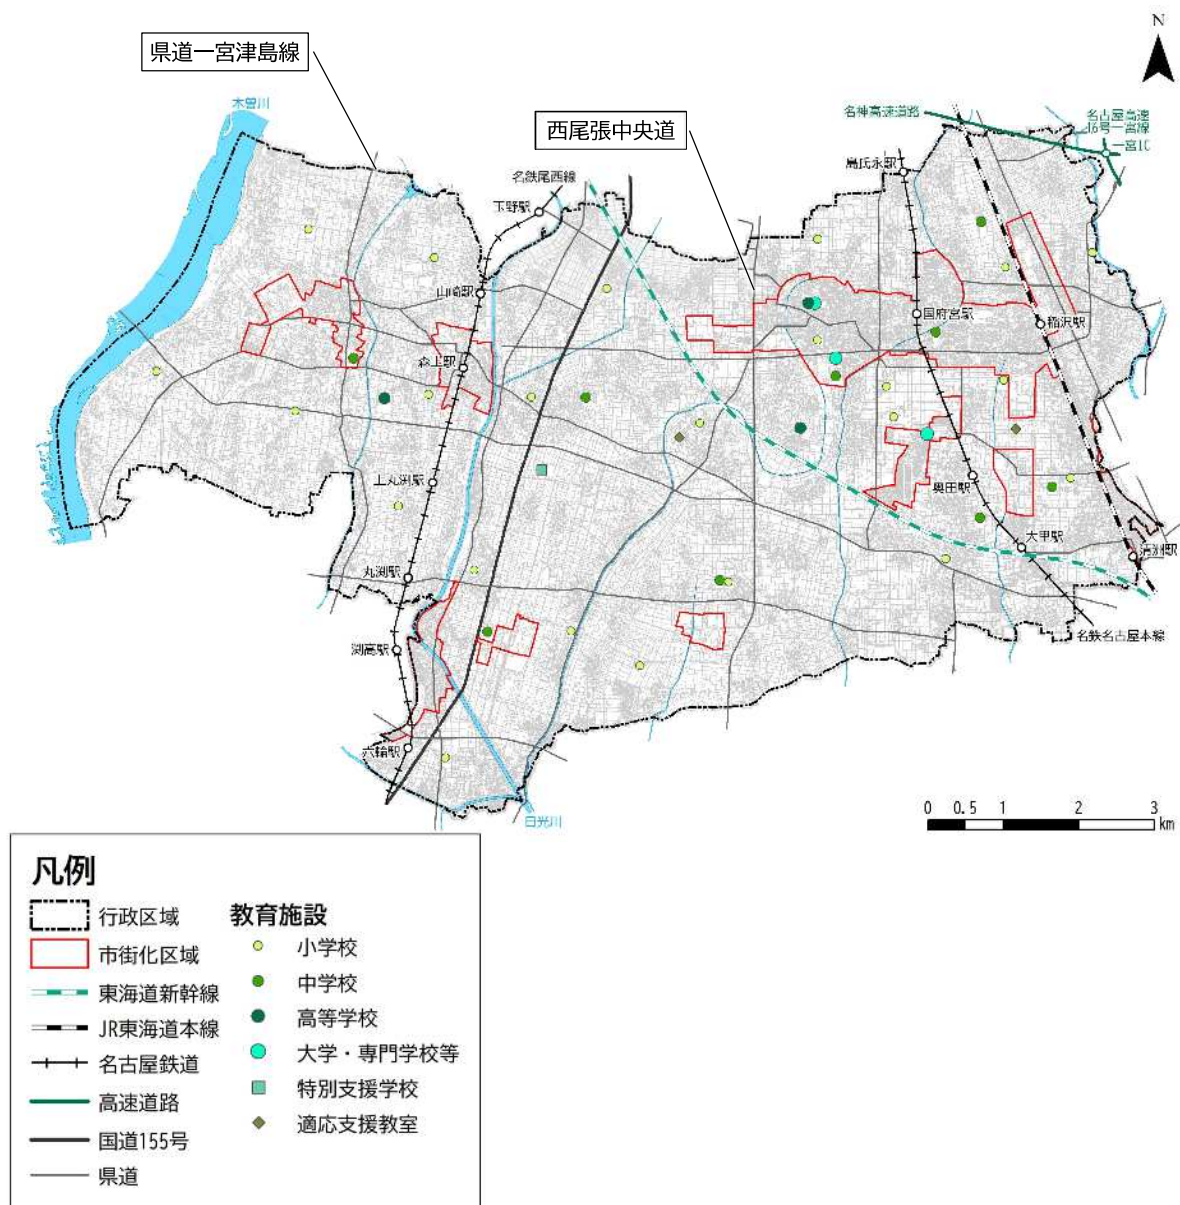 N
県道一宮津島線
西尾張中央道
木曽川
名神高速道路
名古屋高速
16号一宮線
一宮IC
島氏永駅
名鉄尾西線
玉野駅
山崎駅
国府宮駅
稲沢駅
森上駅
上丸渕駅
奥田駅
大里駅
清洲駅
丸渕駅
渕高駅
名鉄名古屋本線
六輪駅
日光川
0 0.5 1 2 3
km
凡例
行政区域
市街化区域
東海道新幹線
JR東海道本線
名古屋鉄道
高速道路
国道155号
県道
教育施設
小学校
中学校
高等学校
大学・専門学校等
特別支援学校
適応支援教室